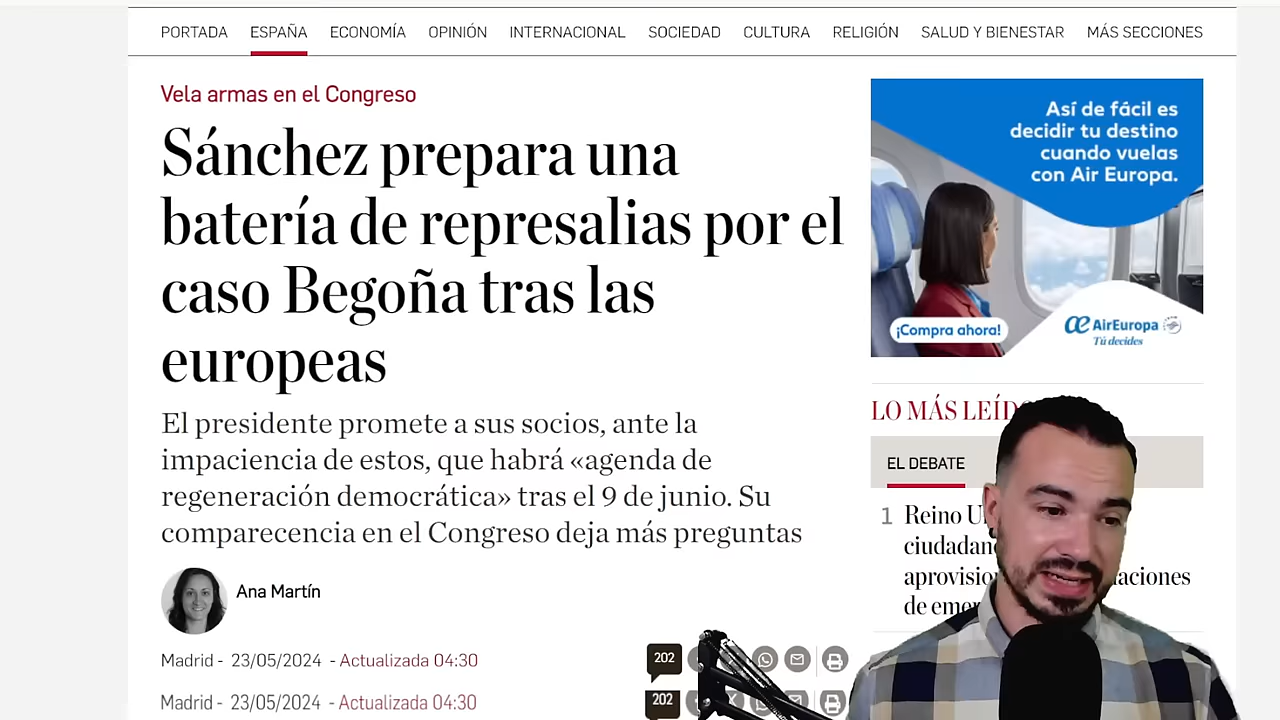 PORTADA ESPAÑA ECONOMÍA OPINIÓN INTERNACIONAL SOCIEDAD CULTURA RELIGIÓN SALUD Y BIENESTAR MÁS SECCIONES
Vela armas en el Congreso
Sánchez prepara una
batería de represalias por el
caso Begoña tras las
europeas
El presidente promete a sus socios, ante la
impaciencia de estos, que habrá «agenda de
regeneración democrática» tras el 9 de junio. Su
comparecencia en el Congreso deja más preguntas
Ana Martín
Madrid - 23/05/2024 - Actualizada 04:30
202
Madrid - 23/05/2024 - Actualizada 04:30
202
Así de fácil es
decidir tu destino
cuando vuelas
con Air Europa.
¡Compra ahora!
AirEuropa
Tú decides
LO MÁS
EL DEBATE
1 Reino
de